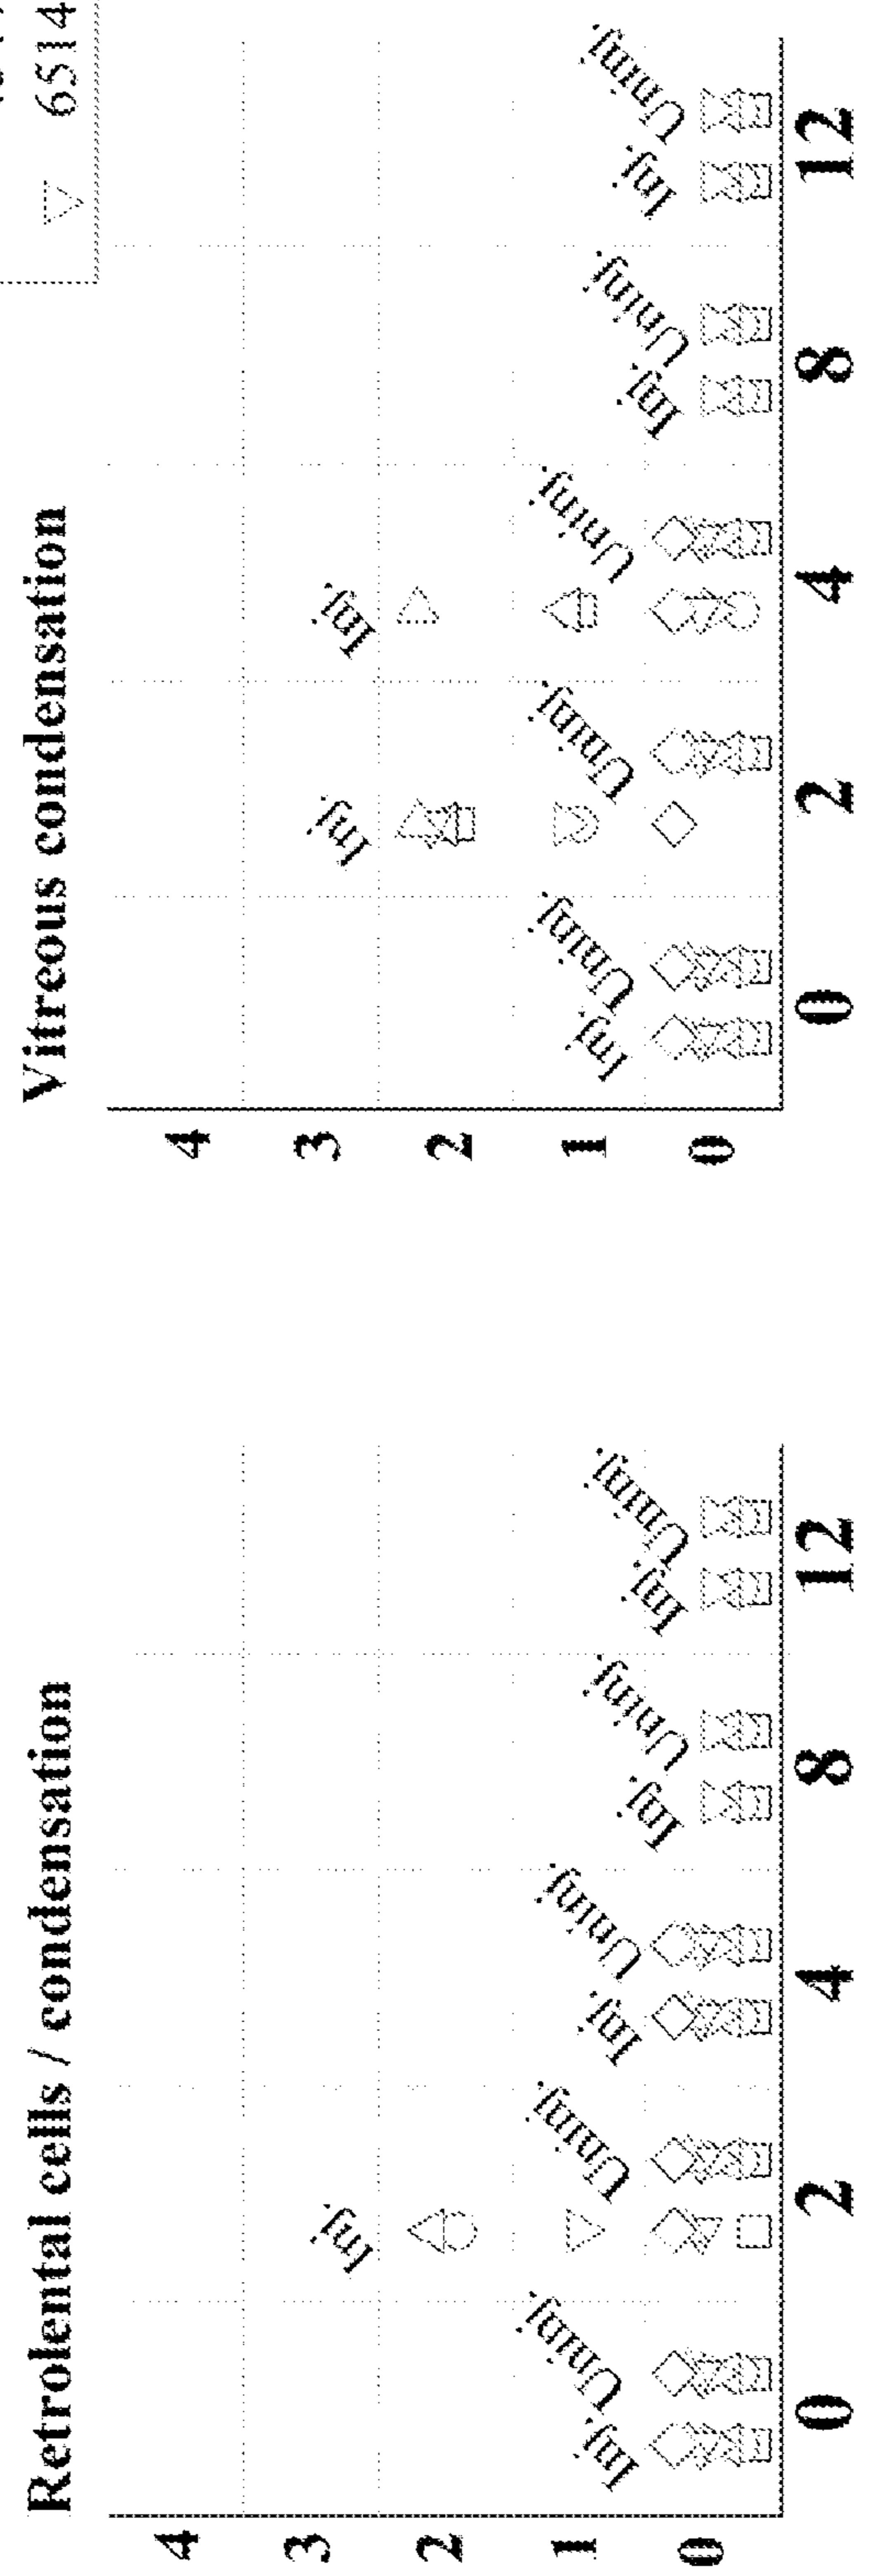 Retrolental cells / condensation
4
3
2
1
0
Inj. Uninj.
Inj. Uninj.
Inj. Uninj.
Inj. Uninj.
Inj. Uninj.
0 2 4 8 12
Vitreous condensation
4
3
2
1
0
Inj. Uninj.
Inj. Uninj.
Inj. Uninj.
Inj. Uninj.
Inj. Uninj.
0 2 4 8 12
6514